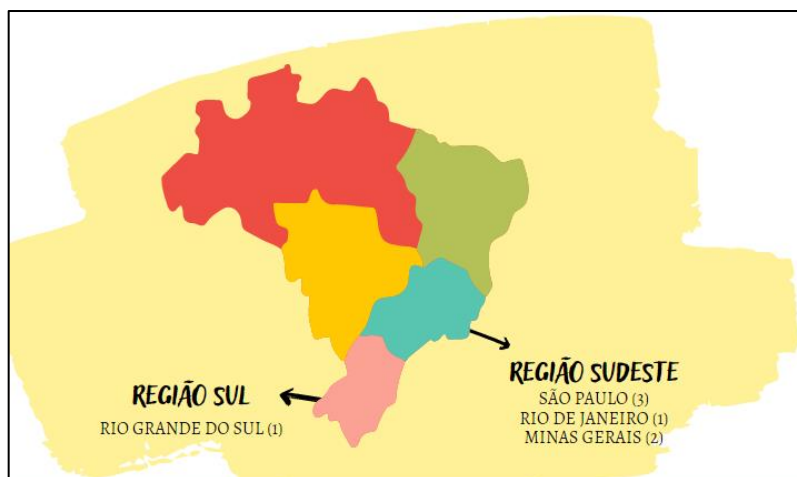 REGIÃO SUL
RIO GRANDE DO SUL (1)
REGIÃO SUDESTE
SÃO PAULO (3)
RIO DE JANEIRO (1)
MINAS GERAIS (2)